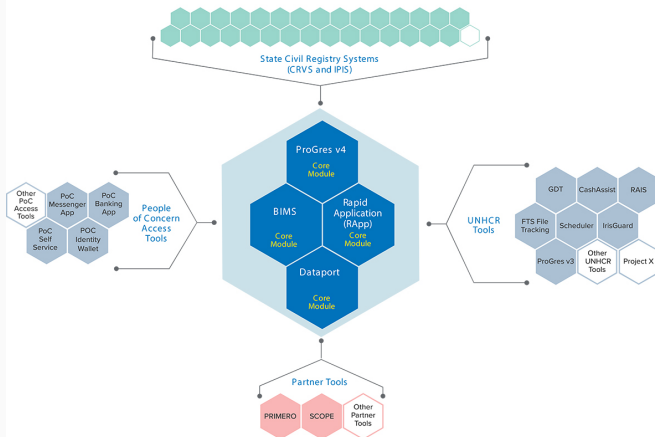 State Civil Registry Systems
(CRVS and IPIS)
ProGres v4
Core
Module
BIMS
Core
Module
Rapid
Application
(RApp)
Core
Module
Dataport
Core
Module
Other
PoC
Access
Tools
PoC
Messenger
App
PoC
Banking
App
PoC
Self
Service
POC
Identity
Wallet
People
of Concern
Access
Tools
UNHCR
Tools
GDT
CashAssist
RAIS
FTS File
Tracking
Scheduler
IrisGuard
ProGres v3
Other
UNHCR
Tools
Project X
Partner Tools
PRIMERO
SCOPE
Other
Partner
Tools